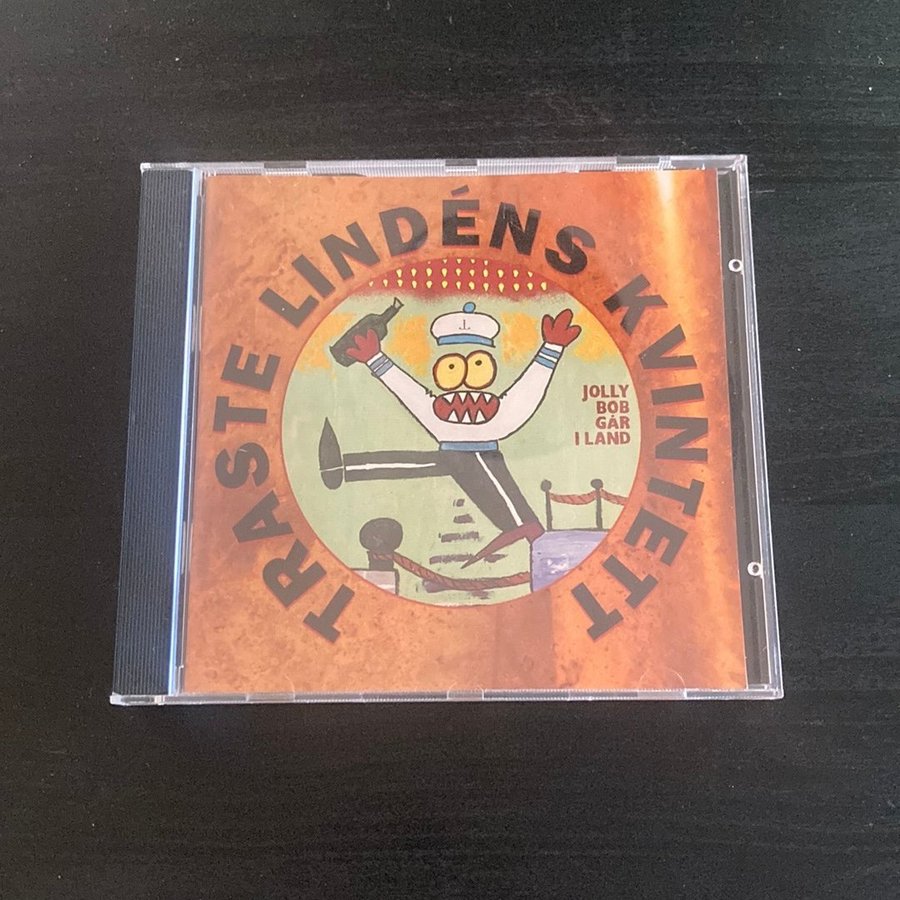 TRASTE LINDÉNS KVINTETT
JOLLY
BOB
GÅR
I LAND